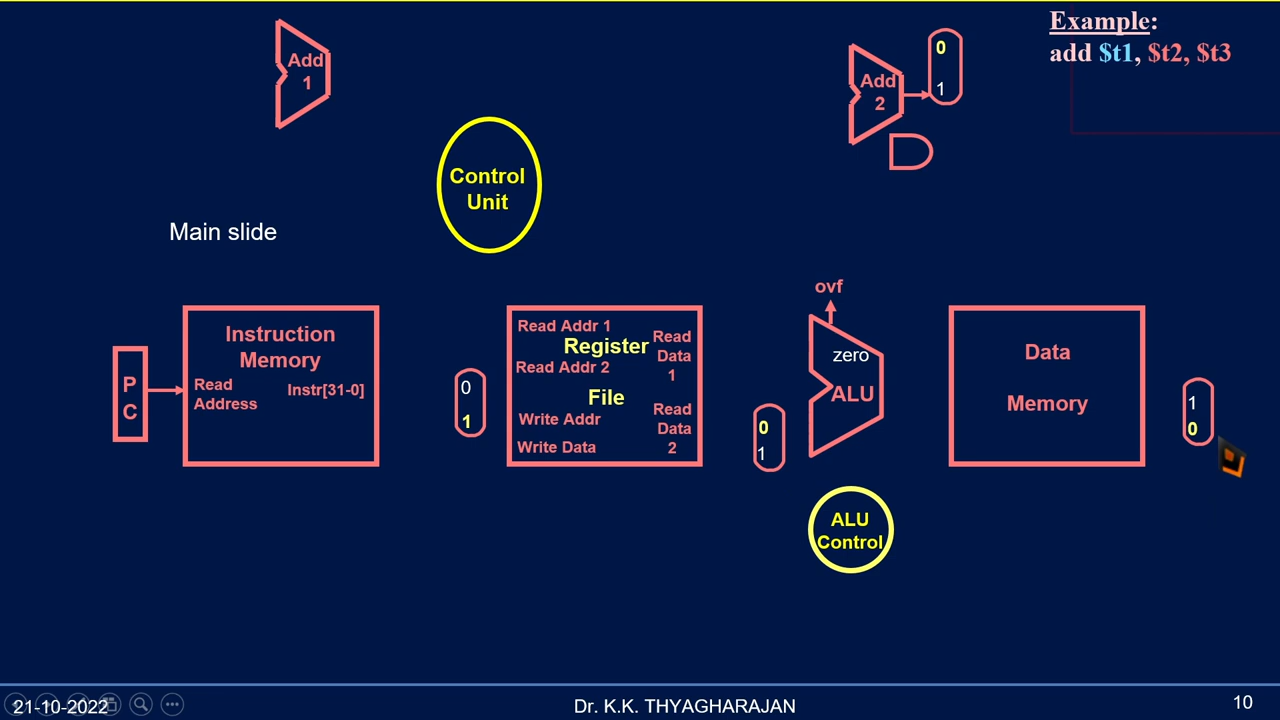 Example:
add $t1, $t2, $t3
Add
1
Add
2
0
1
Control
Unit
Main slide
P
C
Instruction
Memory
Read
Address
Instr[31-0]
0
1
Read Addr 1
Register
Read Addr 2
File
Write Addr
Write Data
Read
Data
1
Read
Data
2
0
1
ovf
zero
ALU
ALU
Control
Data
Memory
1
0
21-10-2022
Dr. K.K. THYAGHARAJAN
10